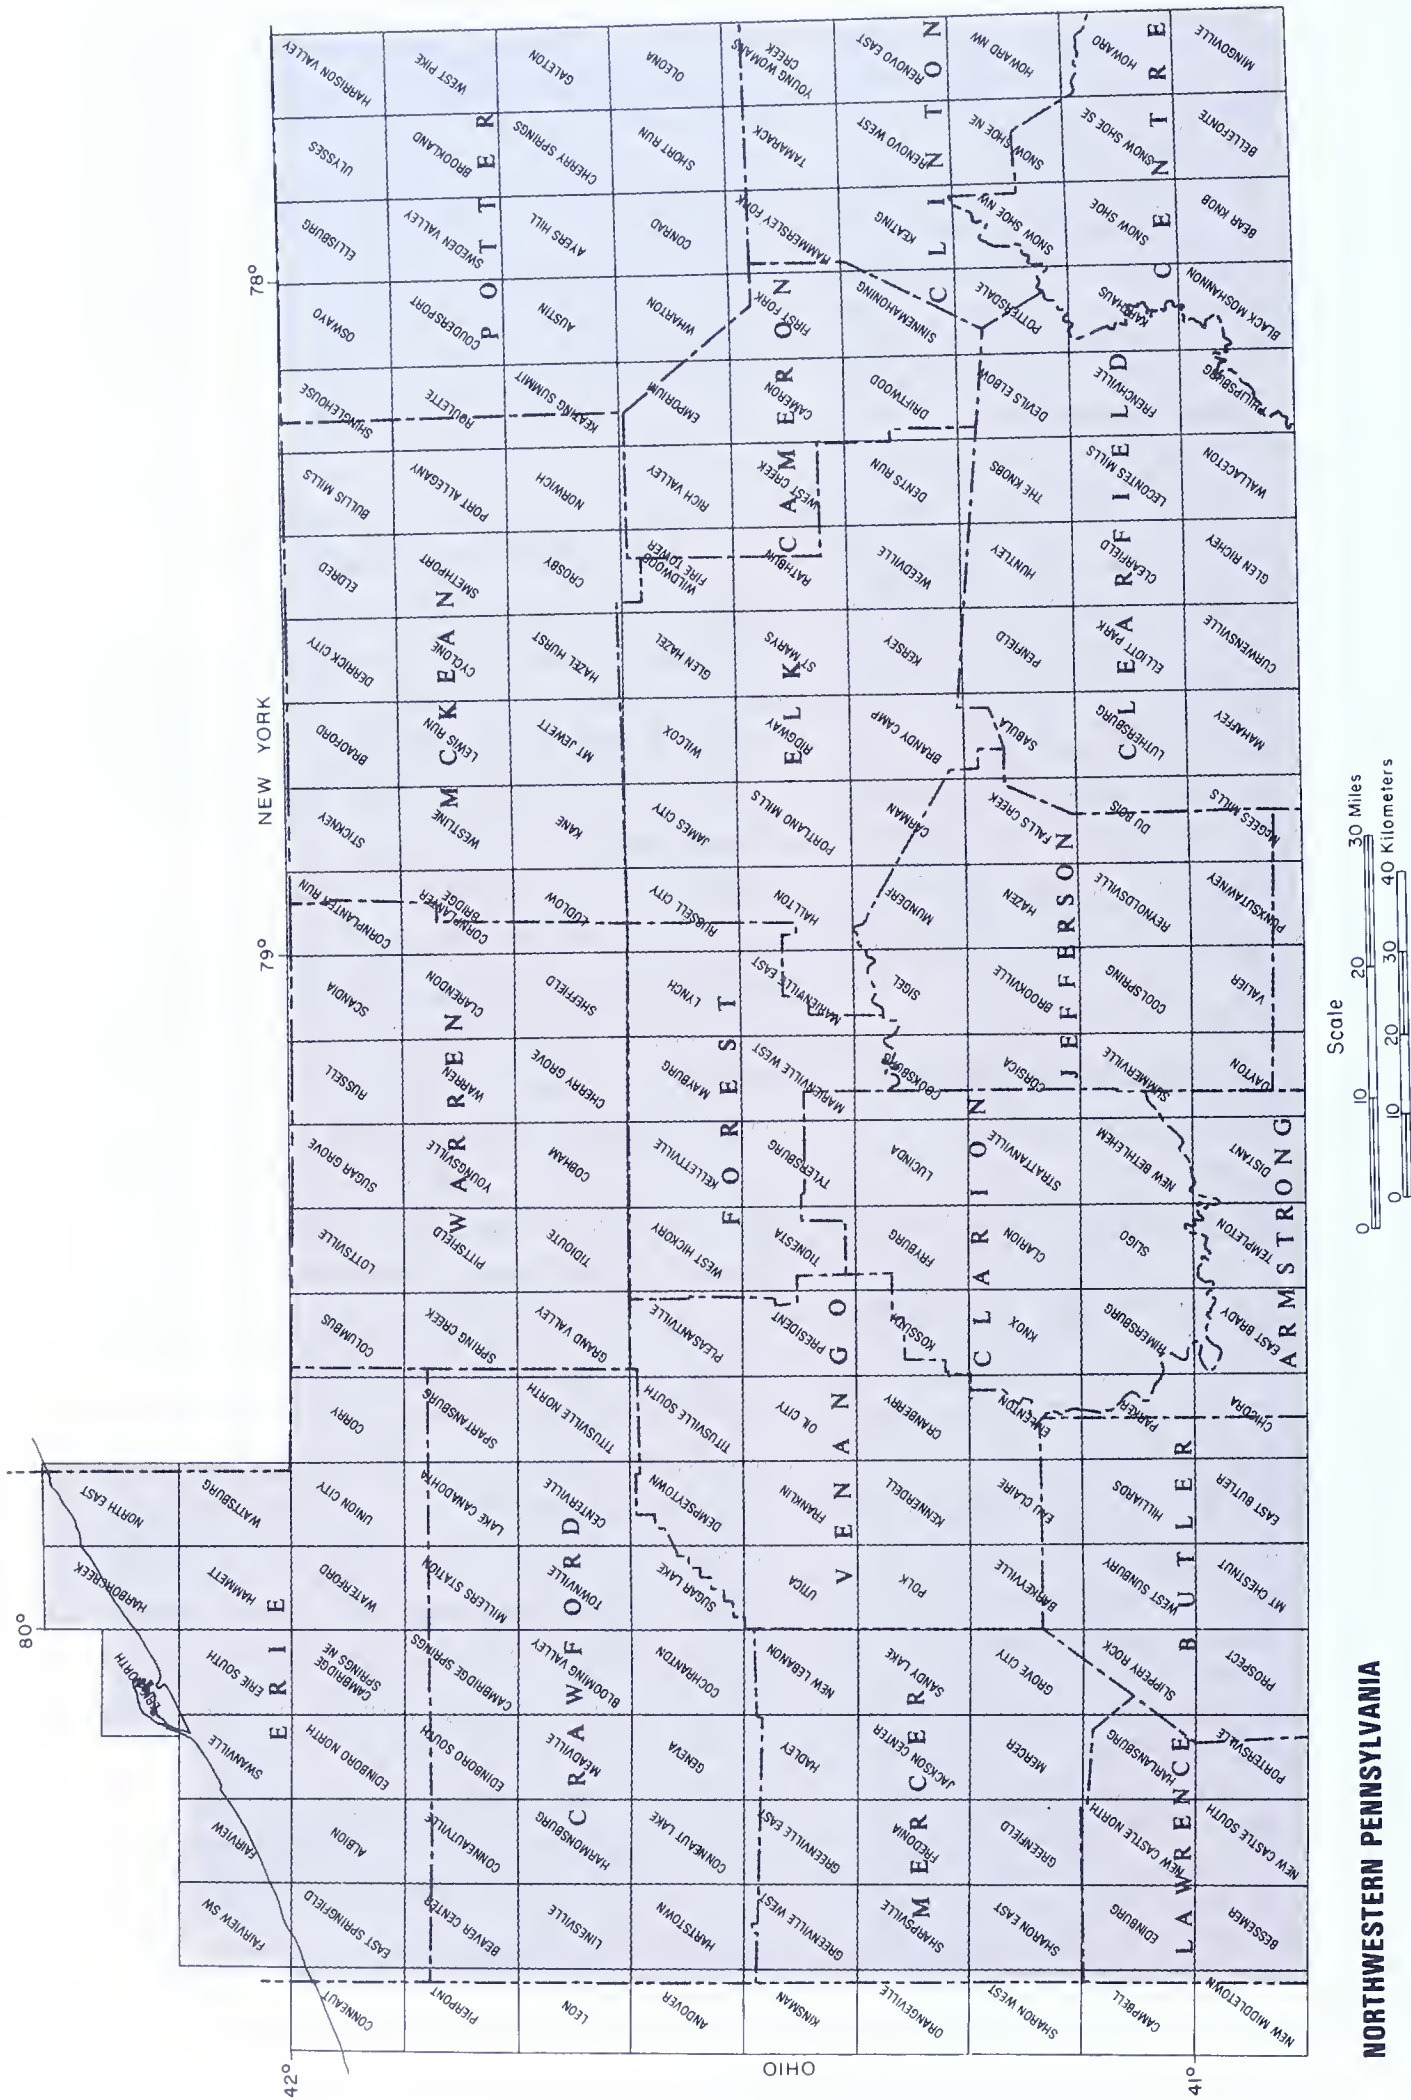 80°
NEW YORK
79°
78°
ERIE NORTH
HARBORCREEK
NORTH EAST
FAIRVIEW SW
FAIRVIEW
SWANVILLE
ERIE SOUTH
HAMMETT
WATTSBURG
ERIE
42°
CONNEAUT
EAST SPRINGFIELD
ALBION
EDINBORO NORTH
CAMBRIDGE
SPRINGS NE
WATERFORD
UNION CITY
CORRY
COLUMBUS
LOTTSVILLE
SUGAR GROVE
RUSSELL
SCANDIA
CORNPLANTER RUN
STICKNEY
BRADFORD
DERRICK CITY
ELDRED
BULLIS MILLS
SHINGLEHOUSE
OSWAYO
ELLISBURG
ULYSSES
HARRISON VALLEY
PIERPONT
BEAVER CENTER
CONNEAUTVILLE
EDINBORO SOUTH
CAMBRIDGE SPRINGS
MILLERS STATION
LAKE CANADOHTA
SPARTANSBURG
SPRING CREEK
PITTSFIELD
YOUNGSVILLE
WARREN
CLARENDON
CORNPLANTER
BRIDGE
WESTLINE
LEWIS RUN
CYCLONE
SMETHPORT
PORT ALLEGANY
ROULETTE
COUDERSPORT
SWEDEN VALLEY
BROOKLAND
WEST PIKE
WARREN
MCKEAN
POTTER
LEON
LINESVILLE
HARMONSBURG
MEADVILLE
BLOOMING VALLEY
TOWNVILLE
CENTERVILLE
TITUSVILLE NORTH
GRAND VALLEY
TIDIOUTE
COBHAM
CHERRY GROVE
SHEFFIELD
LUDLOW
KANE
MT JEWETT
HAZEL HURST
CROSBY
NORWICH
KEATING SUMMIT
AUSTIN
AYERS HILL
CHERRY SPRINGS
GALETON
CRAWFORD
ANDOVER
HARTSTOWN
CONNEAUT LAKE
GENEVA
COCHRANTON
SUGAR LAKE
DEMPSEYTOWN
TITUSVILLE SOUTH
PLEASANTVILLE
WEST HICKORY
KELLETTVILLE
MAYBURG
LYNCH
RUSSELL CITY
JAMES CITY
WILCOX
GLEN HAZEL
WILDWOOD
FIRE TOWER
RICH VALLEY
EMPORIUM
WHARTON
CONRAD
SHORT RUN
OLEONA
FOREST
OHIO
KINSMAN
GREENVILLE WEST
GREENVILLE EAST
HADLEY
NEW LEBANON
UTICA
FRANKLIN
OIL CITY
PRESIDENT
TIONESTA
TYLERSBURG
MARIENVILLE WEST
MARIENVILLE EAST
HALLTON
PORTLAND MILLS
RIDGWAY
ST MARYS
RATHBUN
WEST CREEK
CAMERON
FIRST FORK
HAMMERSLEY FORK
TAMARACK
YOUNG WOMANS
CREEK
VENANGO
ELK
CAMERON
ORANGEVILLE
SHARPSVILLE
FREDONIA
JACKSON CENTER
SANDY LAKE
POLK
KENNERDELL
CRANBERRY
KOSSUTH
FRYBURG
LUCINDA
COOKSBURG
SIGEL
MUNDERF
CARMAN
BRANDY CAMP
KERSEY
WEEDVILLE
DENTS RUN
DRIFTWOOD
SINNEMAHONING
KEATING
RENOVO WEST
RENOVO EAST
MERCER
CLARION
CLINTON
SHARON WEST
SHARON EAST
GREENFIELD
MERCER
GROVE CITY
BARKEYVILLE
EAU CLAIRE
EMLENTON
KNOX
CLARION
STRATTANVILLE
CORSICA
BROOKVILLE
HAZEN
FALLS CREEK
SABULA
PENFIELD
HUNTLEY
THE KNOBS
DEVILS ELBOW
POTTERSDALE
SNOW SHOE NW
SNOW SHOE NE
HOWARD NW
JEFFERSON
CAMPBELL
EDINBURG
NEW CASTLE NORTH
HARLANSBURG
SLIPPERY ROCK
WEST SUNBURY
HILLIARDS
PARKER
RIMERSBURG
SLIGO
NEW BETHLEHEM
SUMMERVILLE
COOLSPRING
REYNOLDSVILLE
DU BOIS
LUTHERSBURG
ELLIOTT PARK
CLEARFIELD
LECONTES MILLS
FRENCHVILLE
KARTHAUS
SNOW SHOE
SNOW SHOE SE
HOWARD
CLEARFIELD
CENTRE
LAWRENCE
BUTLER
41°
NEW MIDDLETOWN
BESSEMER
NEW CASTLE SOUTH
PORTERSVILLE
PROSPECT
MT CHESTNUT
EAST BUTLER
CHICORA
EAST BRADY
TEMPLETON
DISTANT
DAYTON
VALIER
PUNXSUTAWNEY
McGEES MILLS
MAHAFFEY
CURWENSVILLE
GLEN RICHEY
WALLACETON
PHILIPSBURG
BLACK MOSHANNON
BEAR KNOB
BELLEFONTE
MINGOVILLE
ARMSTRONG
NORTHWESTERN PENNSYLVANIA
Scale
0 10 20 30 Miles
0 10 20 30 40 Kilometers